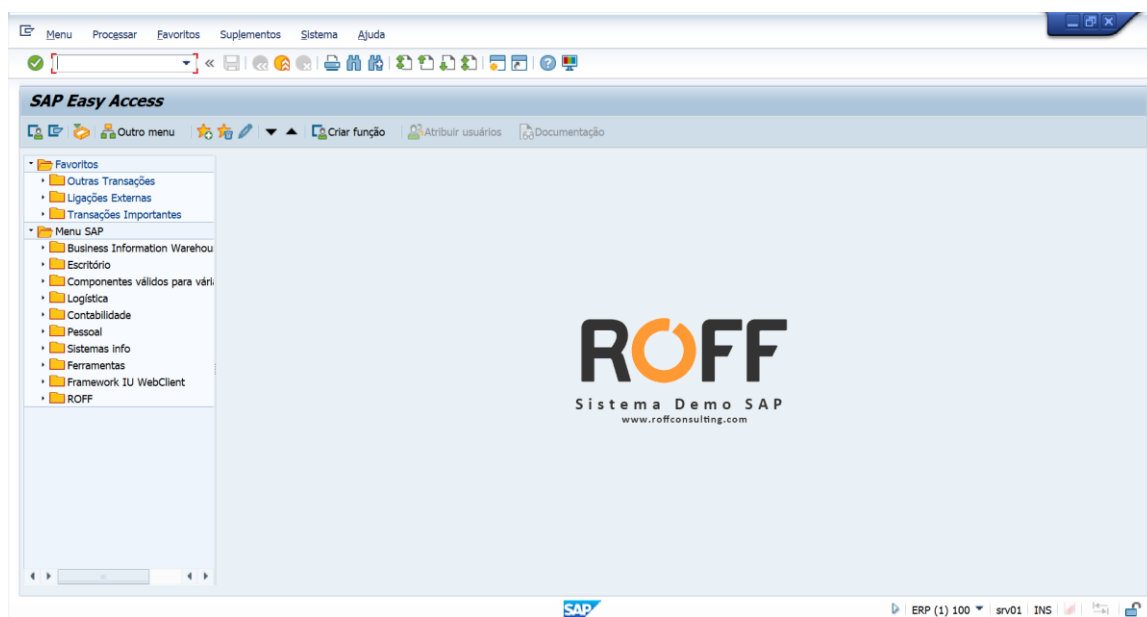 Menu Processar Favoritos Suplementos Sistema Ajuda
SAP Easy Access
Outro menu Criar função Atribuir usuários Documentação
Favoritos
Outras Transações
Ligações Externas
Transações Importantes
Menu SAP
Business Information Warehou
Escritório
Componentes válidos para vári
Logística
Contabilidade
Pessoal
Sistemas info
Ferramentas
Framework IU WebClient
ROFF
ROFF
Sistema Demo SAP
www.roffconsulting.com
SAP ERP (1) 100 srv01 INS